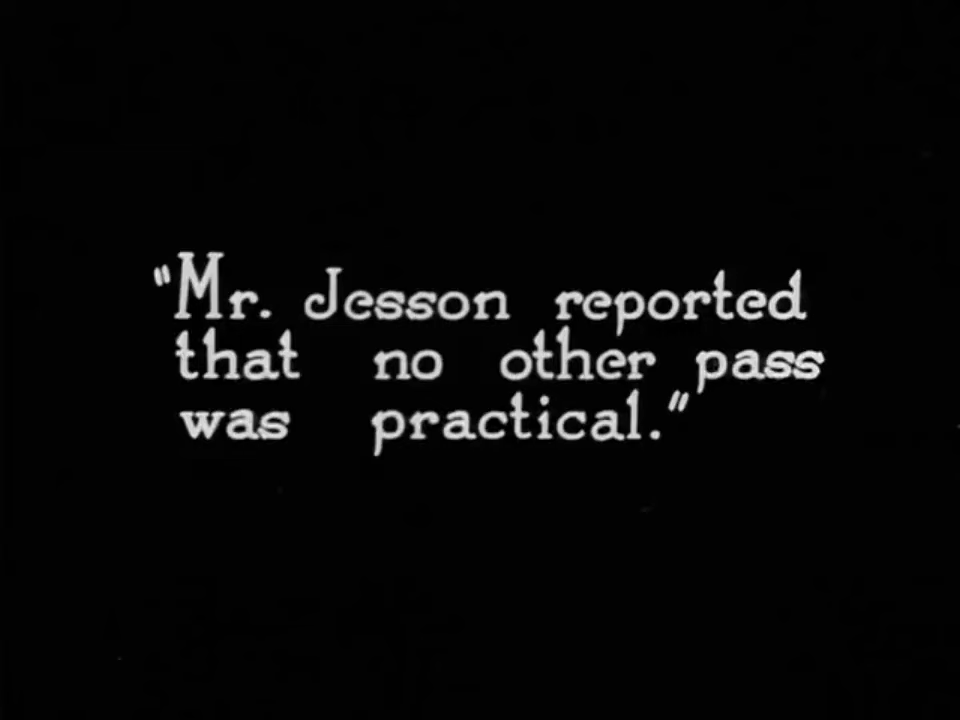 "Mr. Jesson reported
that no other pass
was practical."